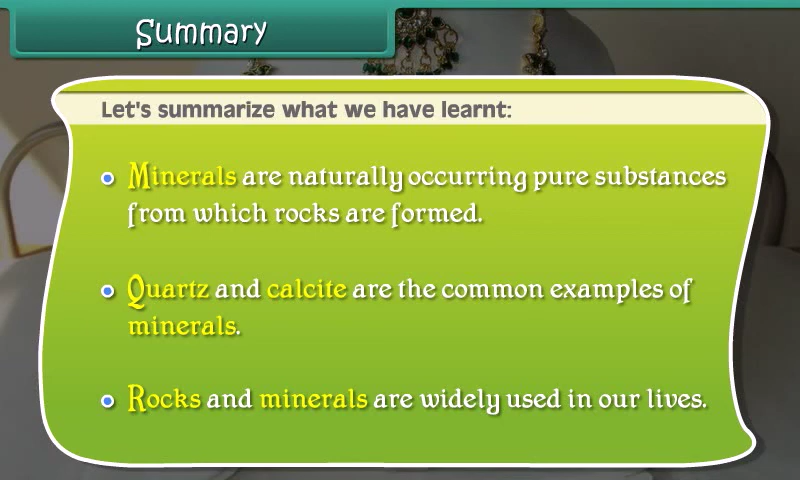 Summary
Let's summarize what we have learnt:
Minerals are naturally occurring pure substances
from which rocks are formed.
Quartz and calcite are the common examples of
minerals.
Rocks and minerals are widely used in our lives.